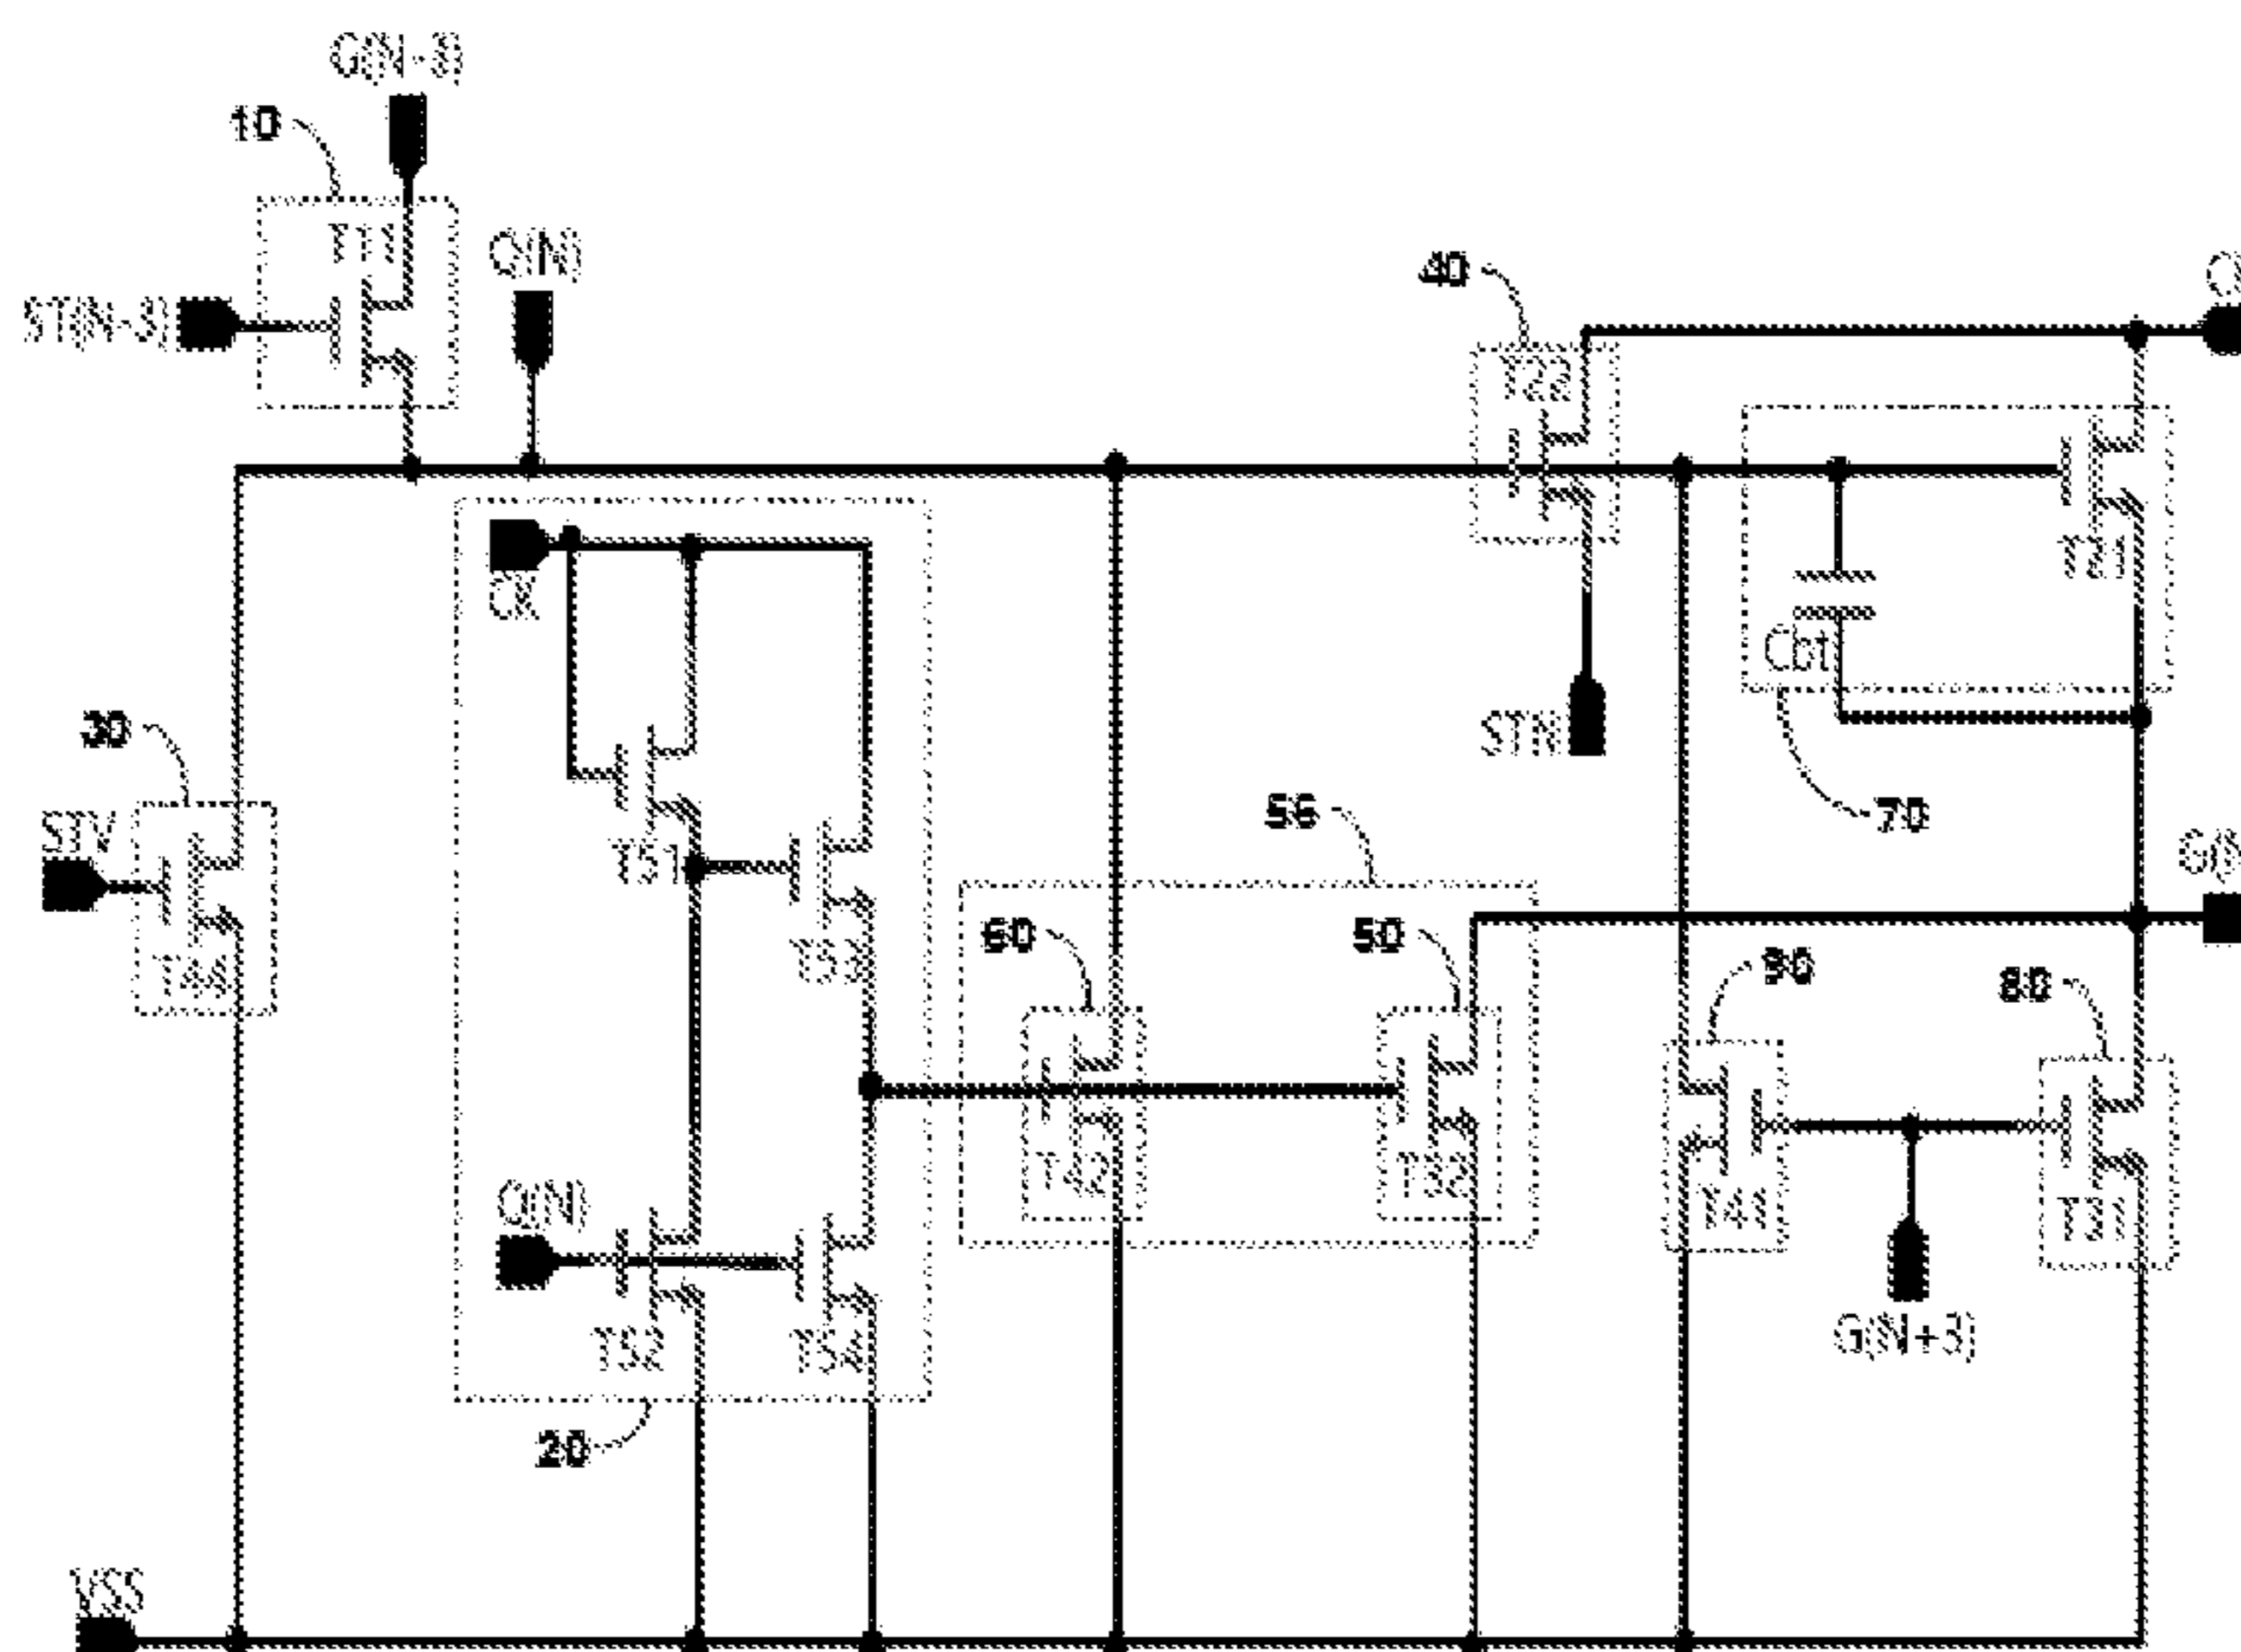 G(N-3)
10
T11
Q(N)
ST(N-3)
40
T22
CK
T21
Cbt
30
STN
STV
56
70
T51
60
50
T53
90
80
T44
T42
T32
Q(N)
T41
T31
T52
T54
G(N+3)
20
VSS